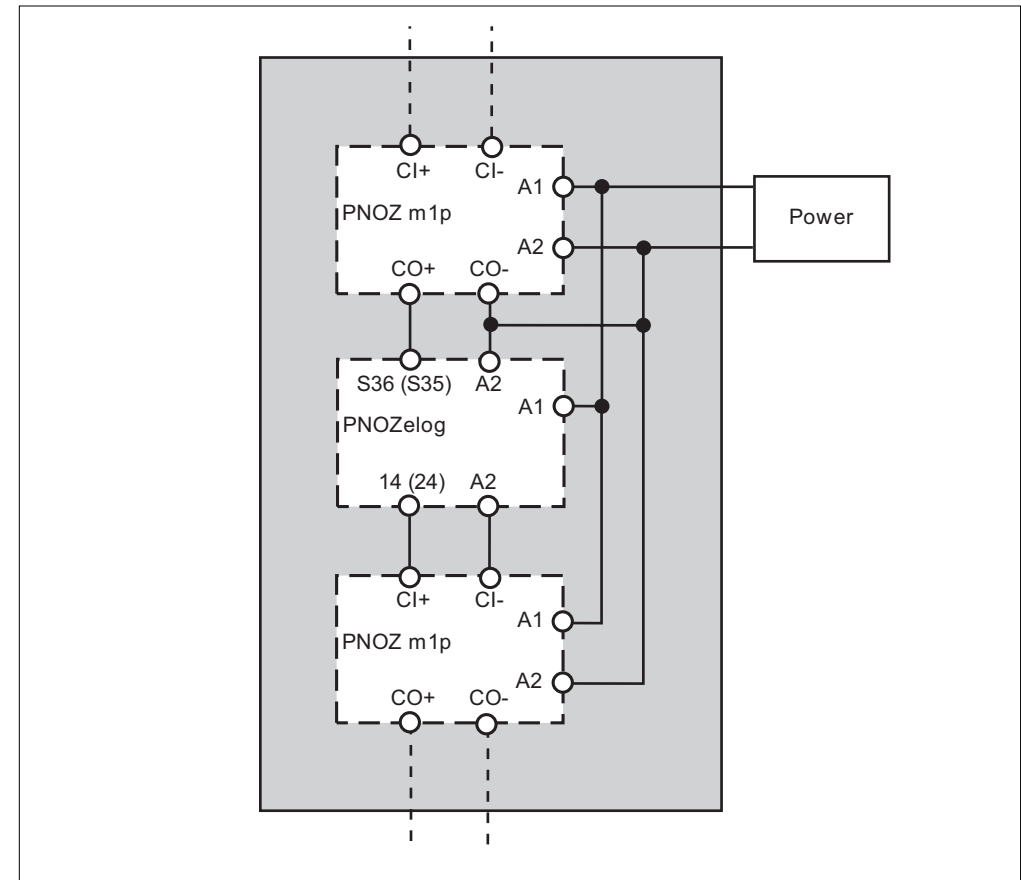 CI+ CI-
A1
PNOZ m1p
Power
A2
CO+ CO-
S36 (S35) A2
A1
PNOZelog
14 (24) A2
CI+ CI-
A1
PNOZ m1p
A2
CO+ CO-